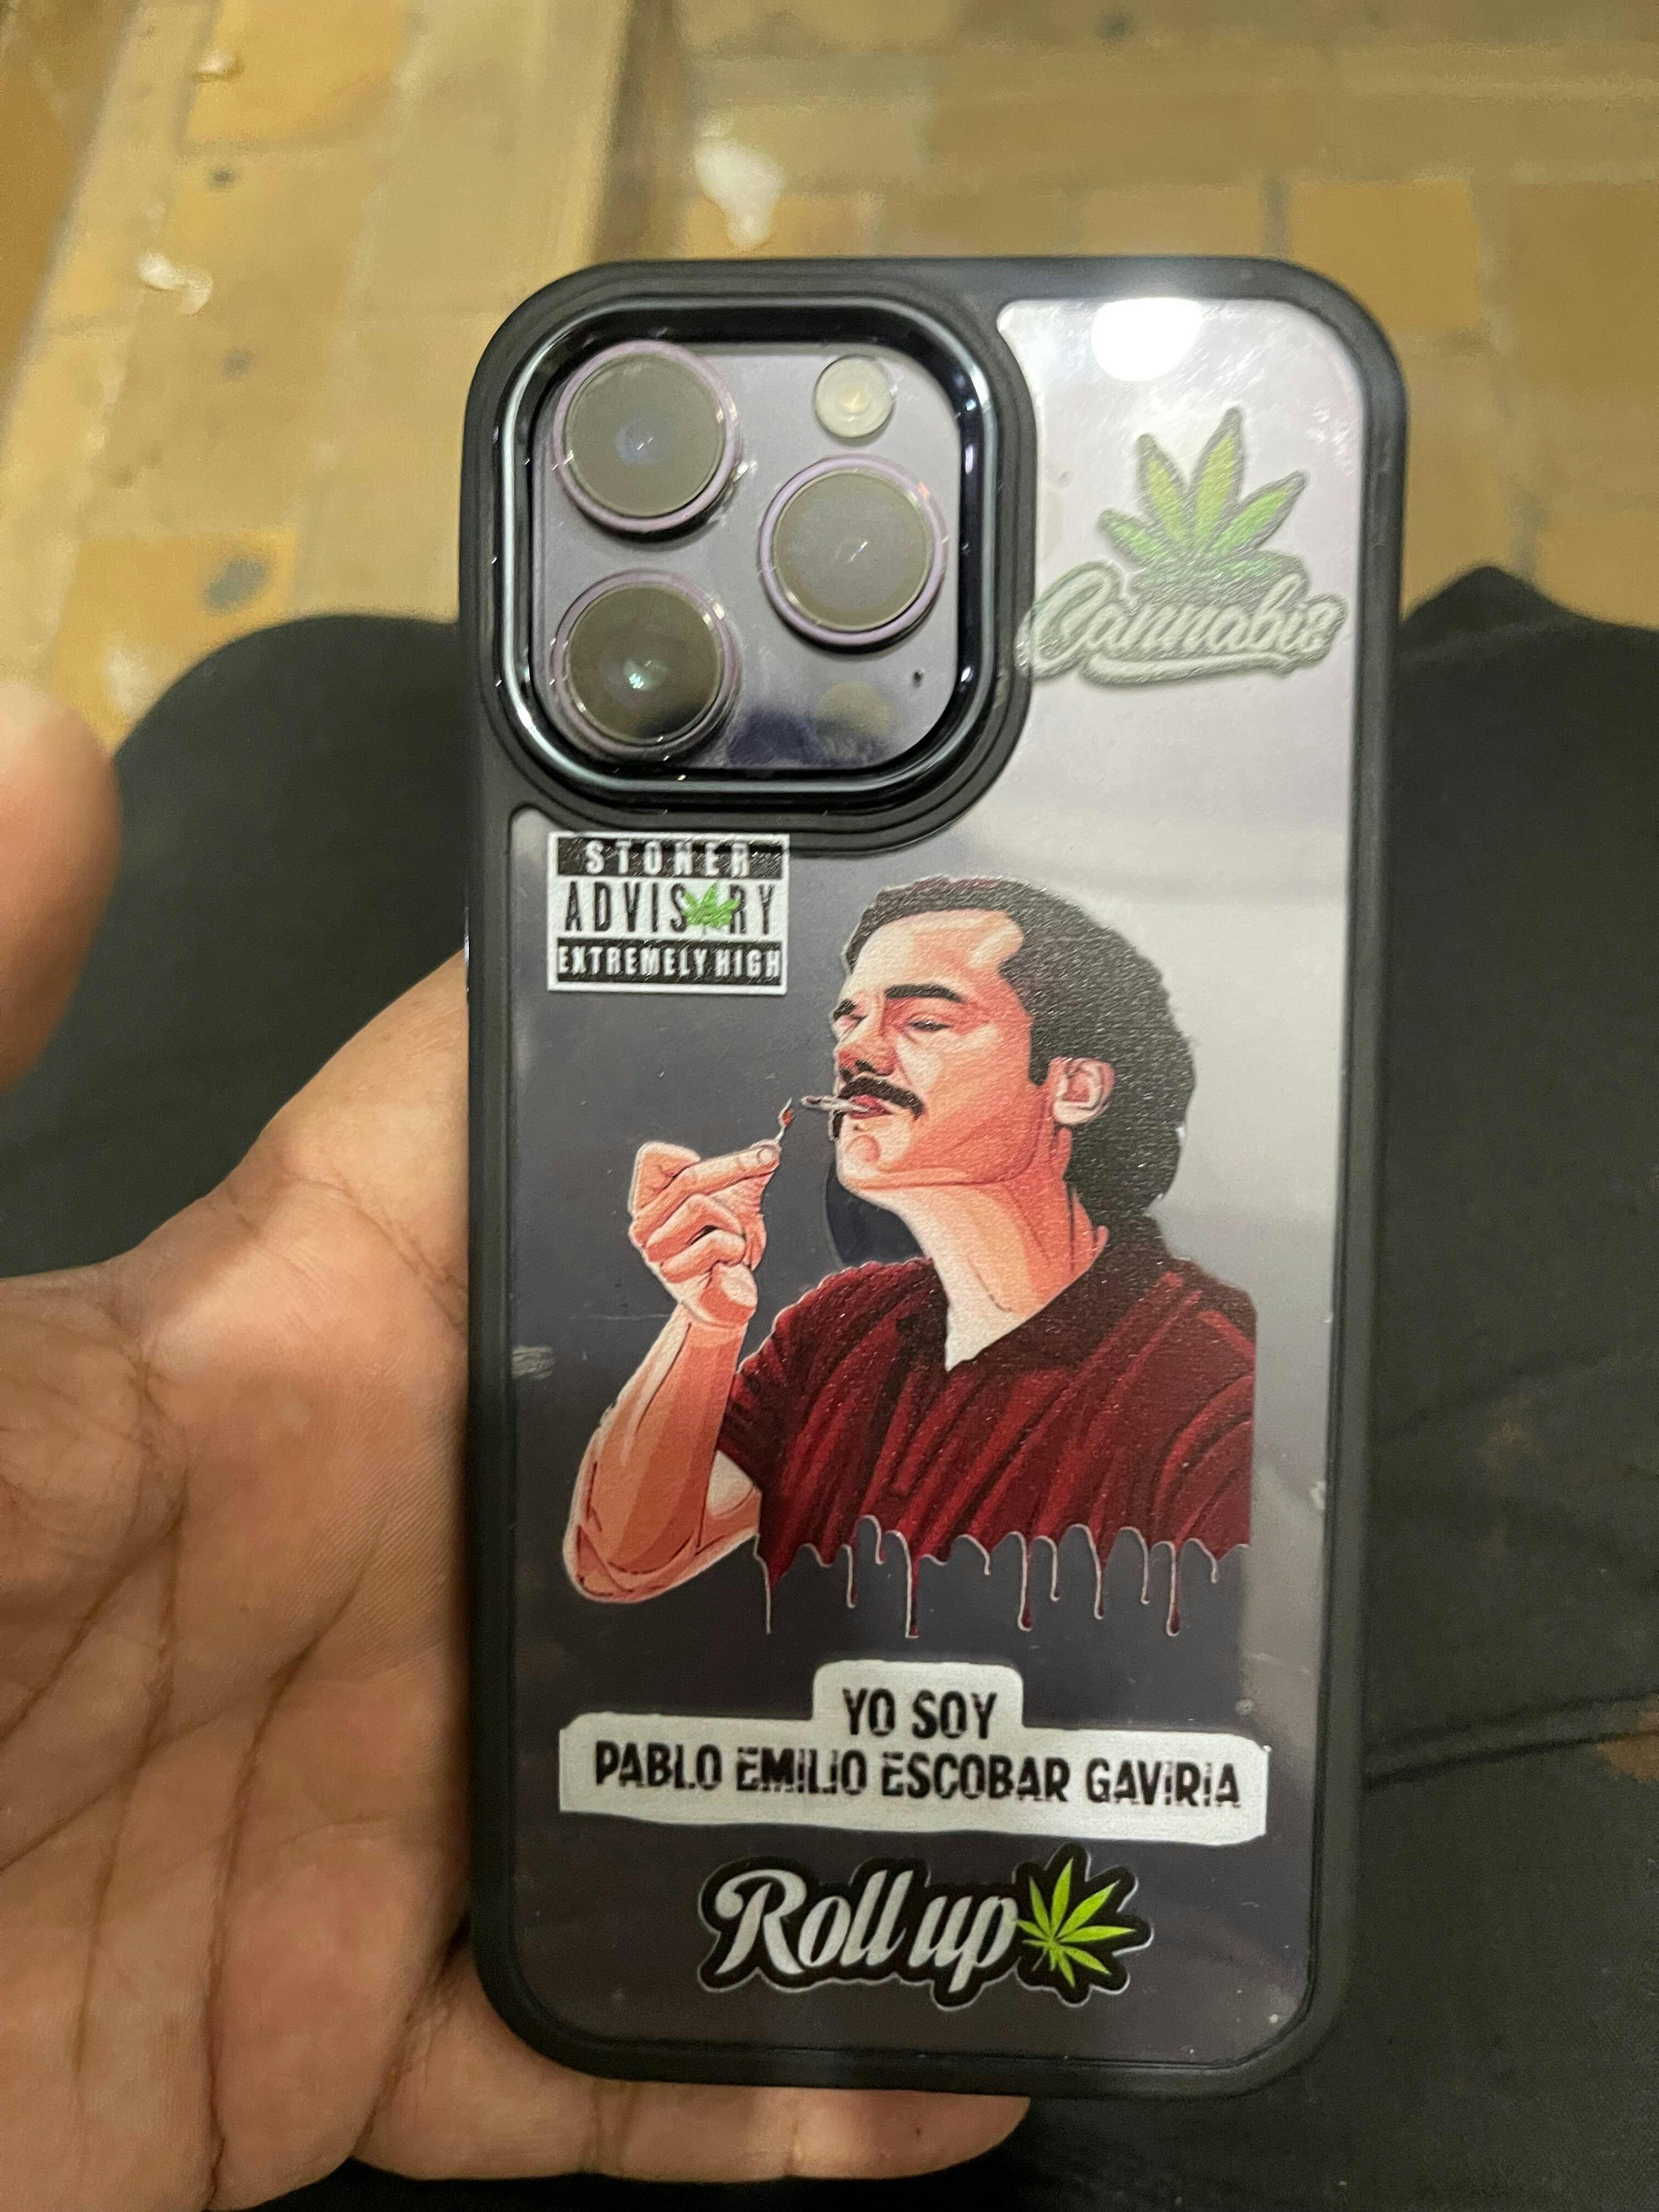 Cannabis
STONER
ADVISORY
EXTREMELY HIGH
YO SOY
PABLO EMILIO ESCOBAR GAVIRIA
Roll up